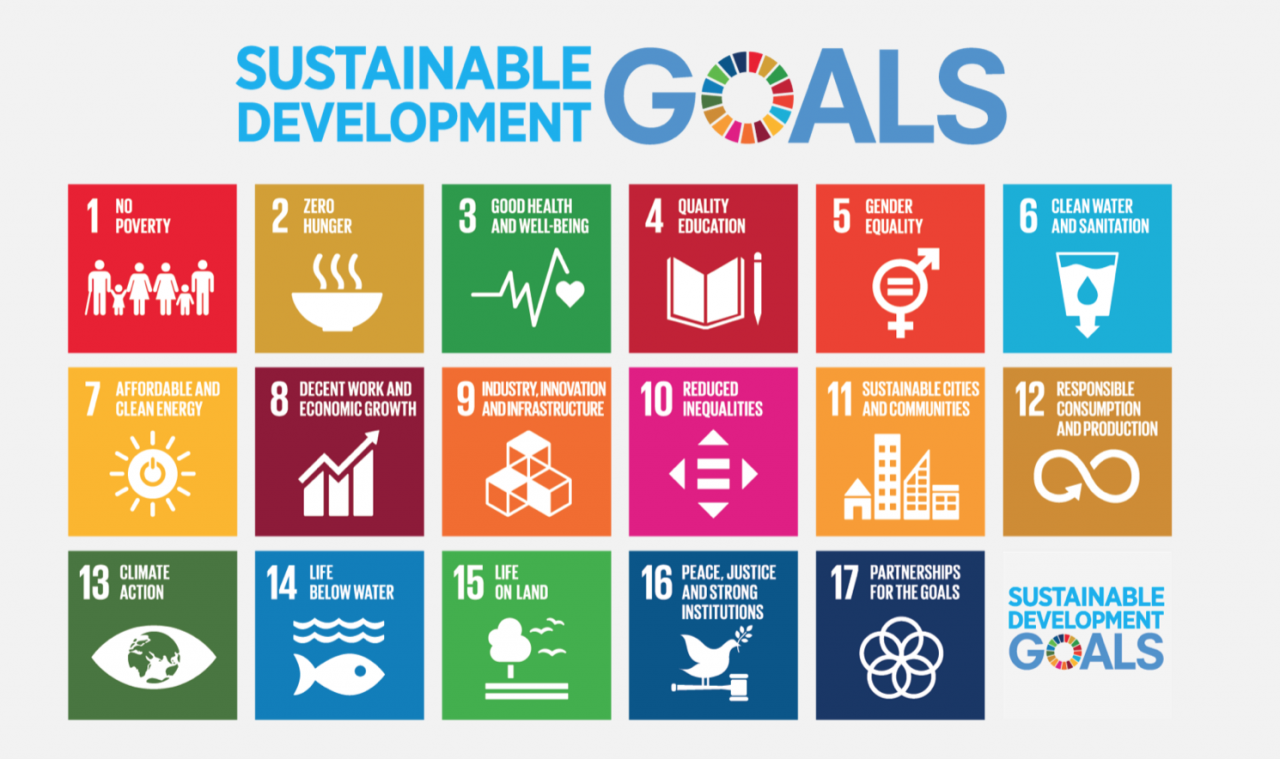 SUSTAINABLE
DEVELOPMENT
GOALS
1 NO
POVERTY
2 ZERO
HUNGER
3 GOOD HEALTH
AND WELL-BEING
4 QUALITY
EDUCATION
5 GENDER
EQUALITY
6 CLEAN WATER
AND SANITATION
7 AFFORDABLE AND
CLEAN ENERGY
8 DECENT WORK AND
ECONOMIC GROWTH
9 INDUSTRY, INNOVATION
AND INFRASTRUCTURE
10 REDUCED
INEQUALITIES
11 SUSTAINABLE CITIES
AND COMMUNITIES
12 RESPONSIBLE
CONSUMPTION
AND PRODUCTION
13 CLIMATE
ACTION
14 LIFE
BELOW WATER
15 LIFE
ON LAND
16 PEACE, JUSTICE
AND STRONG
INSTITUTIONS
17 PARTNERSHIPS
FOR THE GOALS
SUSTAINABLE
DEVELOPMENT
GOALS